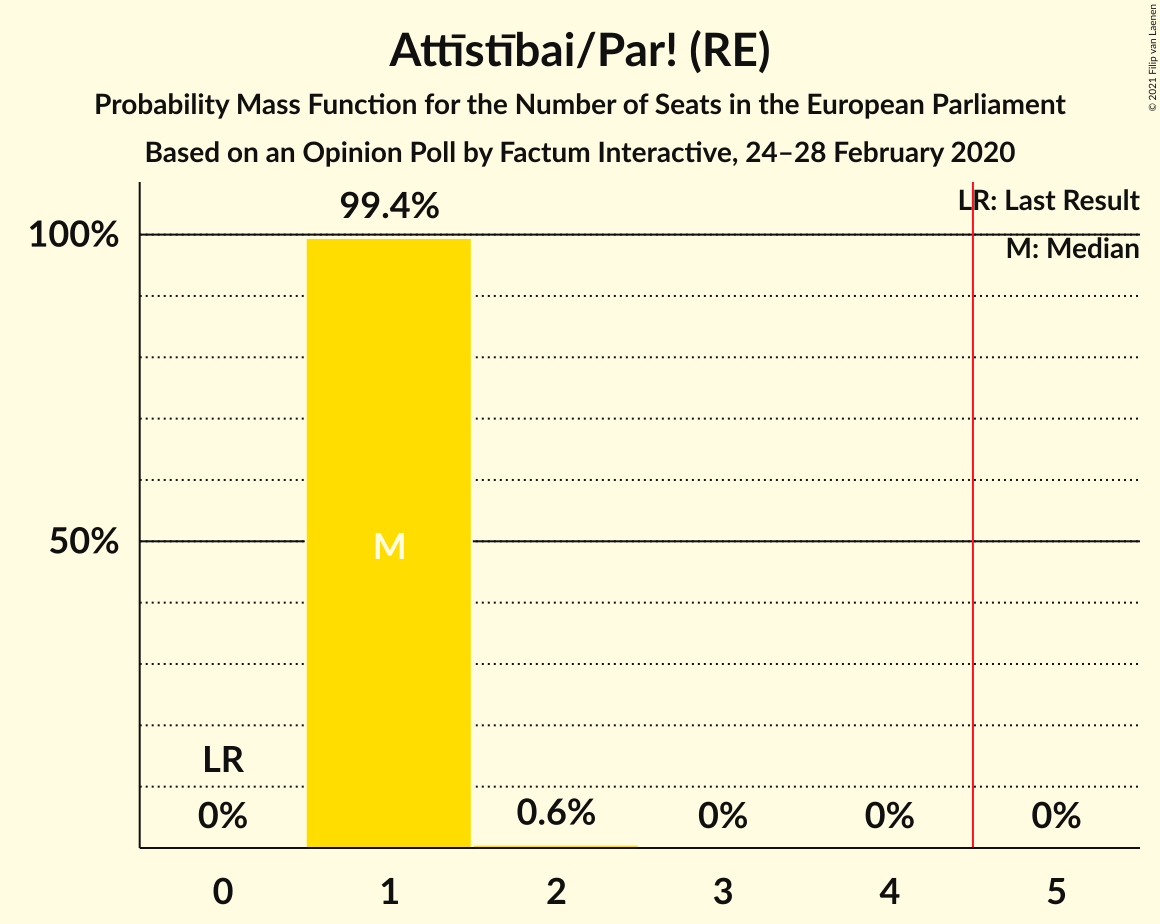 Attīstībai/Par! (RE)
Probability Mass Function for the Number of Seats in the European Parliament
Based on an Opinion Poll by Factum Interactive, 24–28 February 2020
© 2021 Filip van Laenen
LR: Last Result
M: Median
99.4%
100%
50%
M
LR
0%
0.6%
0%
0%
0%
0 1 2 3 4 5